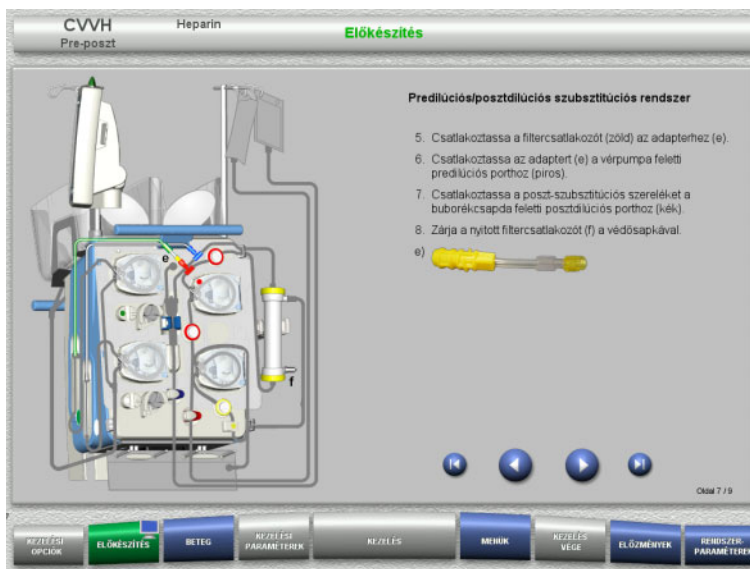 CVVH
Heparin
Pre-poszt
Előkészítés
Predilúciós/posztdilúciós szubsztitúciós rendszer
5. Csatlakoztassa a filtercsatlakozót (zöld) az adapterhez (e).
6. Csatlakoztassa az adaptert (e) a vérpumpa feletti
predilúciós porthoz (piros).
7. Csatlakoztassa a poszt-szubsztitúciós szereléket a
buborékcsapda feletti posztdilúciós porthoz (kék).
8. Zárja a nyitott filtercsatlakozót (f) a védősapkával.
e)
e
f
Oldal 7 / 9
KEZELÉSI
OPCIÓK
ELŐKÉSZÍTÉS
BETEG
KEZELÉSI
PARAMÉTEREK
KEZELÉS
MENÜK
KEZELÉS
VÉGE
ELŐZMÉNYEK
RENDSZER-
PARAMÉTEREK